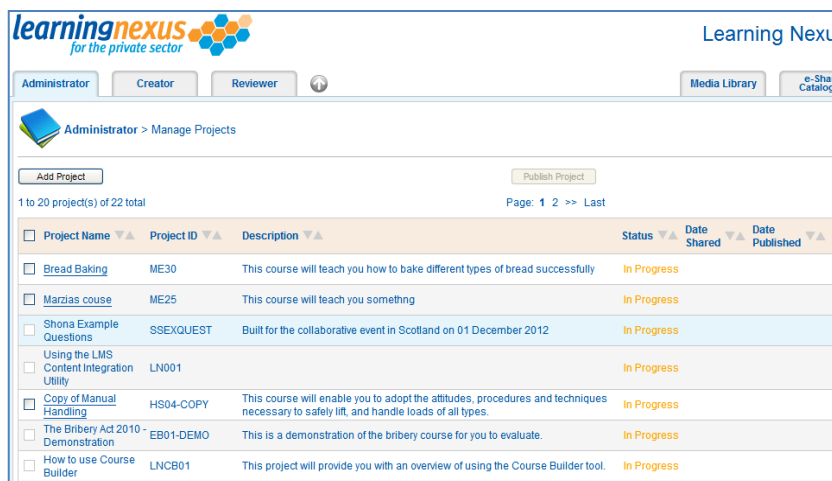 learningnexus
for the private sector
Learning Nexu
Administrator Creator Reviewer Media Library e-Sha
Catalog
Administrator > Manage Projects
Add Project Publish Project
1 to 20 project(s) of 22 total Page: 1 2 >> Last
Project Name Project ID Description Status Date Shared Date Published
Bread Baking ME30 This course will teach you how to bake different types of bread successfully In Progress
Marzias couse ME25 This course will teach you somethng In Progress
Shona Example
Questions SSEXQUEST Built for the collaborative event in Scotland on 01 December 2012 In Progress
Using the LMS
Content Integration LN001 In Progress
Utility
Copy of Manual HS04-COPY This course will enable you to adopt the attitudes, procedures and techniques In Progress
Handling necessary to safely lift, and handle loads of all types.
The Bribery Act 2010 - EB01-DEMO This is a demonstration of the bribery course for you to evaluate. In Progress
Demonstration
How to use Course LNCB01 This project will provide you with an overview of using the Course Builder tool. In Progress
Builder